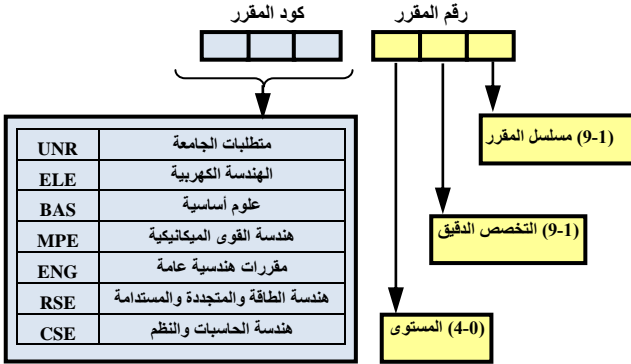 رقم المقرر
كود المقرر
UNR متطلبات الجامعة
ELE الهندسة الكهربية
BAS علوم أساسية
MPE هندسة القوى الميكانيكية
ENG مقررات هندسية عامة
RSE هندسة الطاقة والمتجددة والمستدامة
CSE هندسة الحاسبات والنظم
(9-1) مسلسل المقرر
(9-1) التخصص الدقيق
(4-0) المستوى